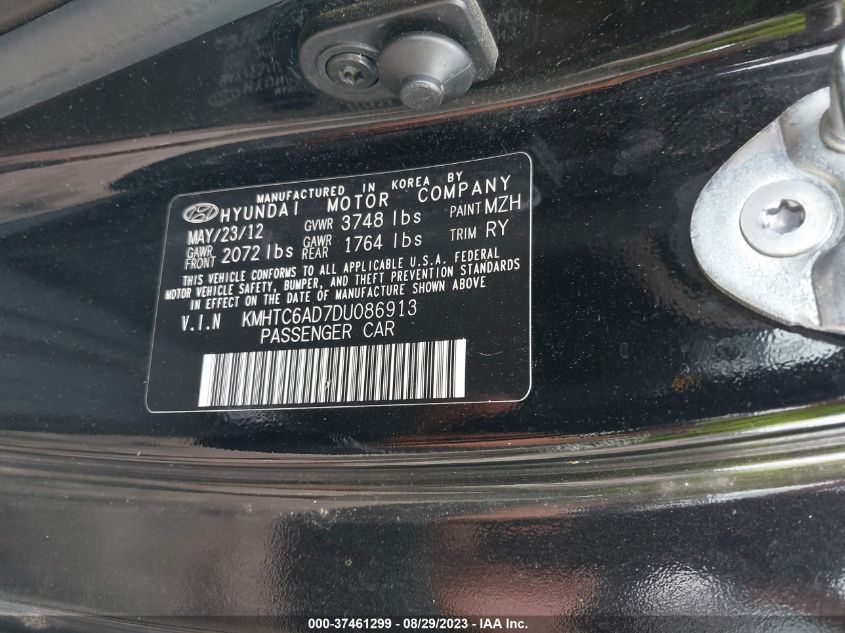 MANUFACTURED IN KOREA BY
HYUNDAI MOTOR COMPANY
MAY/23/12 GVWR 3748 lbs PAINT MZH
GAWR FRONT 2072 lbs GAWR REAR 1764 lbs TRIM RY
THIS VEHICLE CONFORMS TO ALL APPLICABLE U.S.A. FEDERAL
MOTOR VEHICLE SAFETY, BUMPER, AND THEFT PREVENTION STANDARDS
IN EFFECT ON THE DATE OF MANUFACTURE SHOWN ABOVE
V.I.N KMHTC6AD7DU086913
PASSENGER CAR
000-37461299 - 08/29/2023 - IAA Inc.